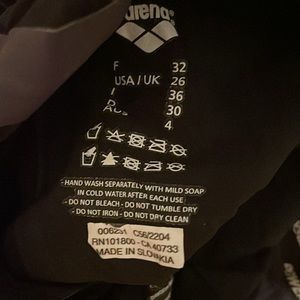 arena
F 32
USA / UK 26
I 36
30
4
HAND WASH SEPARATELY WITH MILD SOAP
IN COLD WATER AFTER EACH USE
- DO NOT BLEACH - DO NOT TUMBLE DRY
- DO NOT IRON - DO NOT DRY CLEAN
006231 C56/2204
RN101800 - CA40733
MADE IN SLOVAKIA